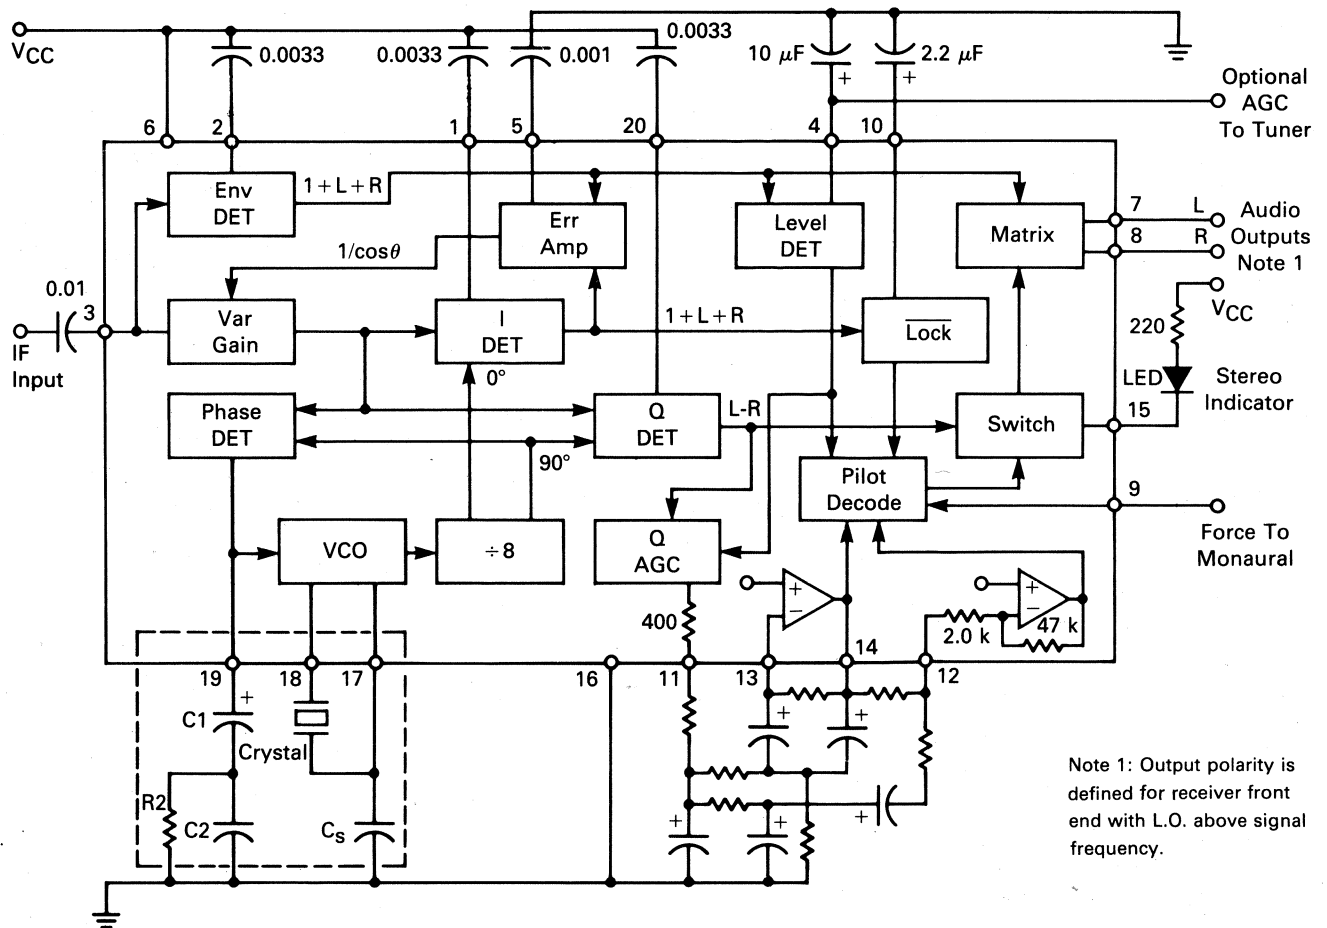 VCC
0.0033
0.0033
0.001
0.0033
10 µF
+
2.2 µF
+
Optional
AGC
To Tuner
6
2
1
5
20
4
10
Env
DET
1+L+R
Err
Amp
Level
DET
Matrix
7
L
8
R
Audio
Outputs
Note 1
1/cosθ
0.01
3
IF
Input
Var
Gain
I
DET
1+L+R
Lock
VCC
220
LED
Stereo
Indicator
0°
Phase
DET
Q
DET
L-R
Switch
15
90°
Pilot
Decode
9
Force To
Monaural
VCO
÷8
Q
AGC
+
−
+
−
400
2.0 k
47 k
19
18
17
16
11
13
14
12
+
C1
Crystal
+
+
R2
C2
CS
+
+
+
Note 1: Output polarity is
defined for receiver front
end with L.O. above signal
frequency.